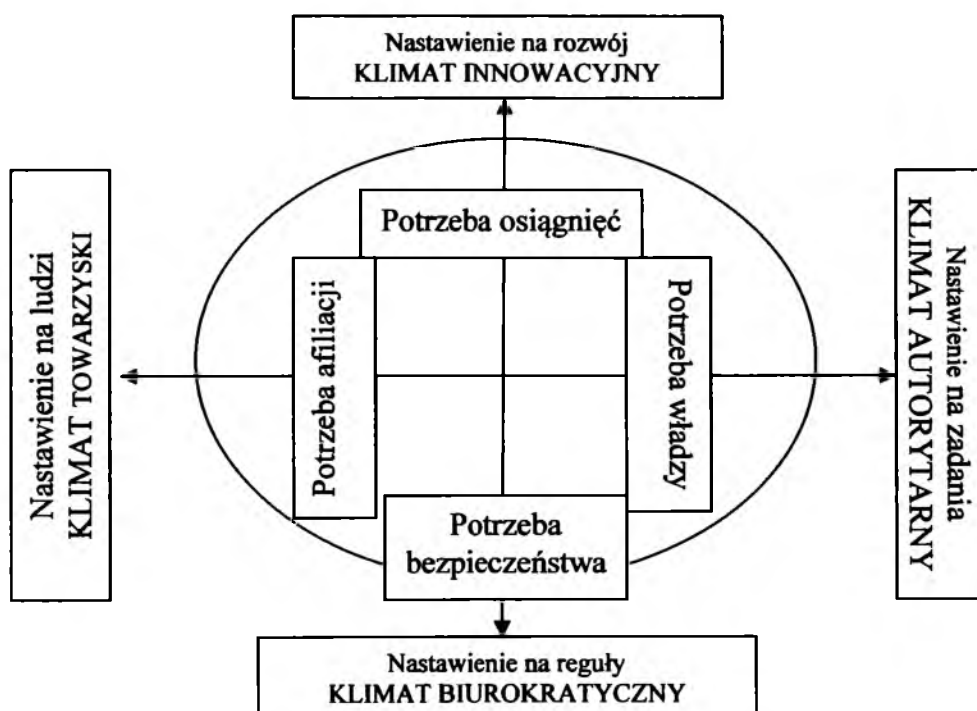 Nastawienie na rozwój
KLIMAT INNOWACYJNY
Potrzeba osiągnięć
Nastawienie na ludzi
KLIMAT TOWARZYSKI
Potrzeba afiliacji
Potrzeba władzy
Nastawienie na zadania
KLIMAT AUTORYTARNY
Potrzeba
bezpieczeństwa
Nastawienie na reguły
KLIMAT BIUROKRATYCZNY